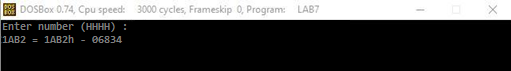 DOSBox 0.74, Cpu speed: 3000 cycles, Frameskip 0, Program: LAB7
Enter number (HHHH) :
1AB2 = 1AB2h - 06834